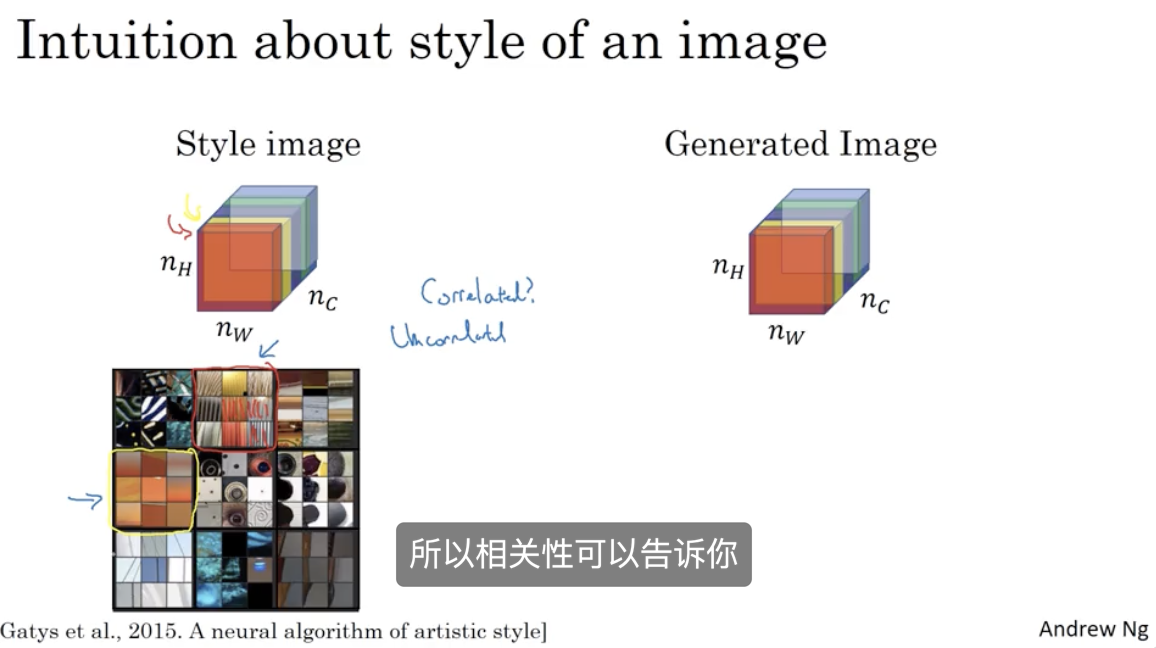 Intuition about style of an image
Style image
Generated Image
n_H
n_C
n_W
n_H
n_C
n_W
Correlated?
Uncorrelated
所以相关性可以告诉你
Gatys et al., 2015. A neural algorithm of artistic style]
Andrew Ng